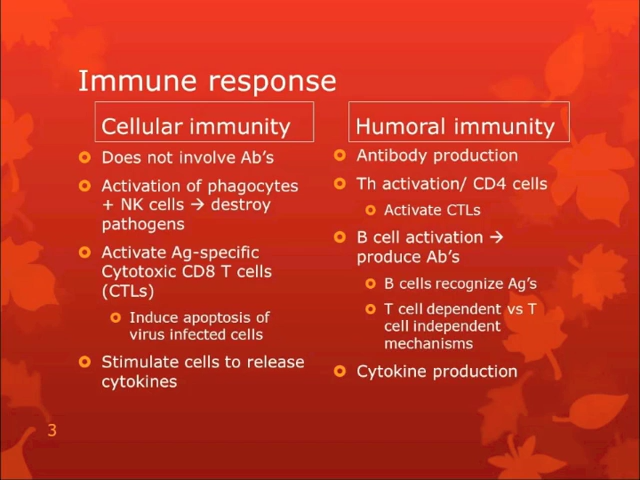 Immune response
Cellular immunity
Does not involve Ab's
Activation of phagocytes
+ NK cells → destroy
pathogens
Activate Ag-specific
Cytotoxic CD8 T cells
(CTLs)
Induce apoptosis of
virus infected cells
Stimulate cells to release
cytokines
Humoral immunity
Antibody production
Th activation/ CD4 cells
Activate CTLs
B cell activation →
produce Ab's
B cells recognize Ag's
T cell dependent vs T
cell independent
mechanisms
Cytokine production
3